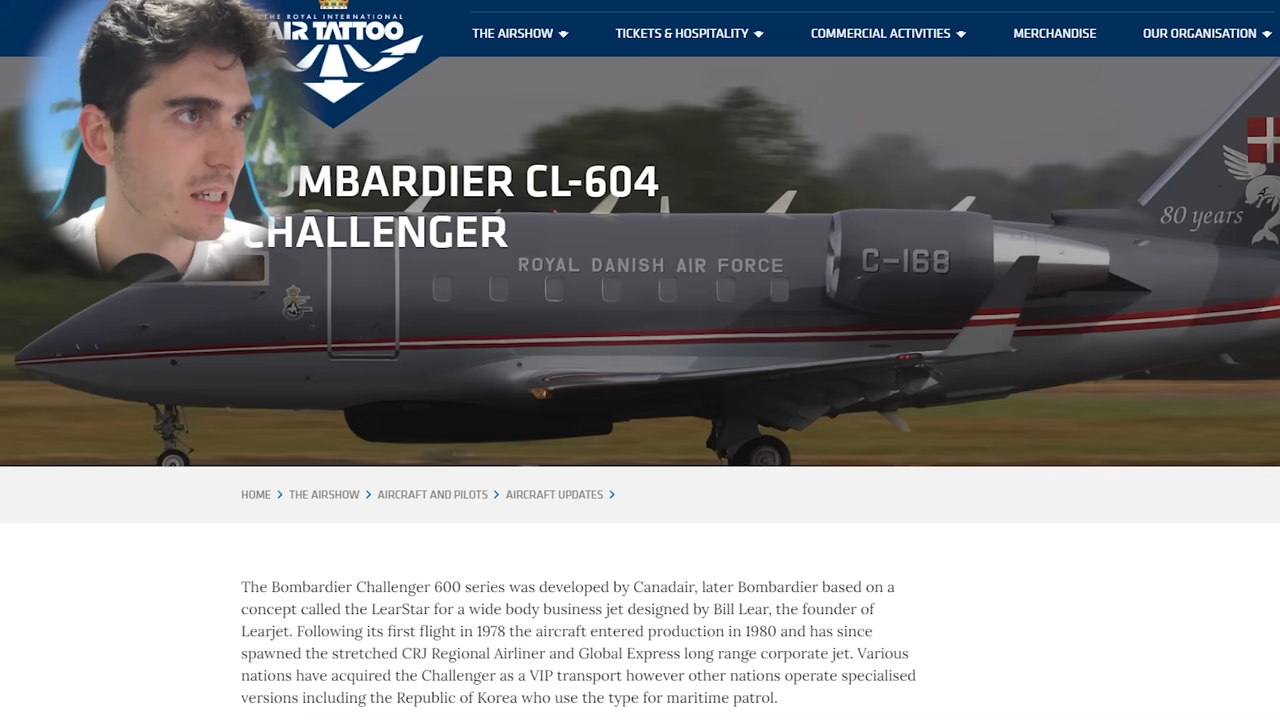 THE ROYAL INTERNATIONAL
AIR TATTOO
THE AIRSHOW
TICKETS & HOSPITALITY
COMMERCIAL ACTIVITIES
MERCHANDISE
OUR ORGANISATION
BOMBARDIER CL-604
CHALLENGER
80 years
ROYAL DANISH AIR FORCE
C-168
HOME > THE AIRSHOW > AIRCRAFT AND PILOTS > AIRCRAFT UPDATES >
The Bombardier Challenger 600 series was developed by Canadair, later Bombardier based on a
concept called the LearStar for a wide body business jet designed by Bill Lear, the founder of
Learjet. Following its first flight in 1978 the aircraft entered production in 1980 and has since
spawned the stretched CRJ Regional Airliner and Global Express long range corporate jet. Various
nations have acquired the Challenger as a VIP transport however other nations operate specialised
versions including the Republic of Korea who use the type for maritime patrol.